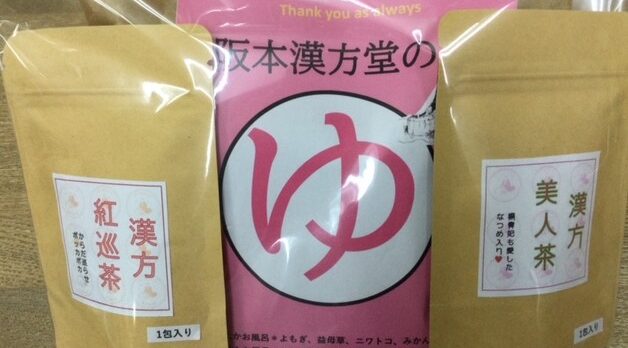 Thank you as always
阪本漢方堂の
ゆ
漢方
紅巡茶
からだ巡らせ
ポッカポカ
1包入り
漢方
美人茶
楊貴妃も愛した
なつめ入り♥
1包入り
かお風呂*よもぎ、益母草、ニワトコ、みかん